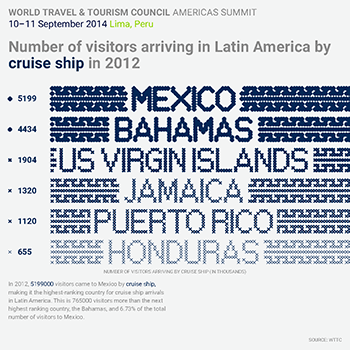 WORLD TRAVEL & TOURISM COUNCIL AMERICAS SUMMIT
10–11 September 2014 Lima, Peru
Number of visitors arriving in Latin America by
cruise ship in 2012
5199 MEXICO
4434 BAHAMAS
1904 US VIRGIN ISLANDS
1320 JAMAICA
1120 PUERTO RICO
655 HONDURAS
NUMBER OF VISITORS ARRIVING BY CRUISE SHIP (IN THOUSANDS)
In 2012, 5199000 visitors came to Mexico by cruise ship,
making it the highest-ranking country for cruise ship arrivals
in Latin America. This is 765000 visitors more than the next
highest ranking country, the Bahamas, and 6.73% of the total
number of visitors to Mexico.
SOURCE: WTTC